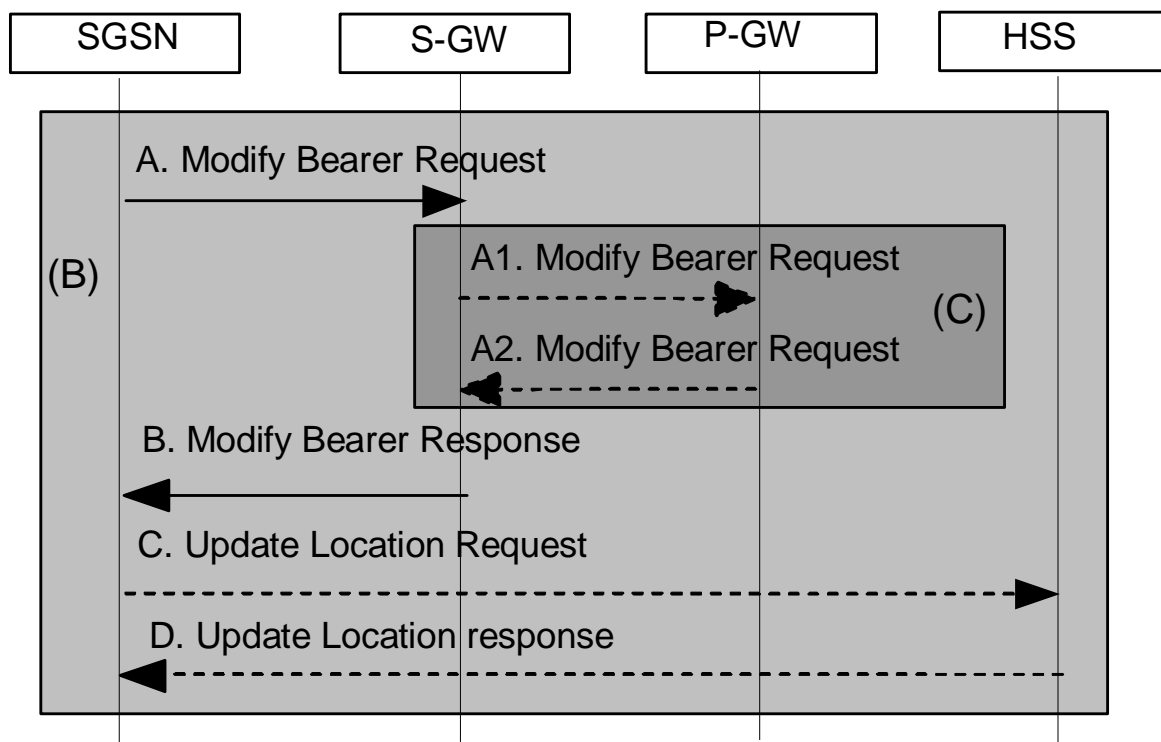 SGSN
S-GW
P-GW
HSS
A. Modify Bearer Request
A1. Modify Bearer Request
(B)
(C)
A2. Modify Bearer Request
B. Modify Bearer Response
C. Update Location Request
D. Update Location response